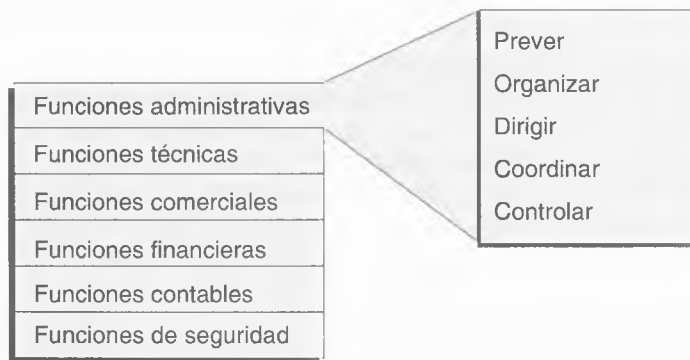 Funciones administrativas
Funciones técnicas
Funciones comerciales
Funciones financieras
Funciones contables
Funciones de seguridad
Prever
Organizar
Dirigir
Coordinar
Controlar